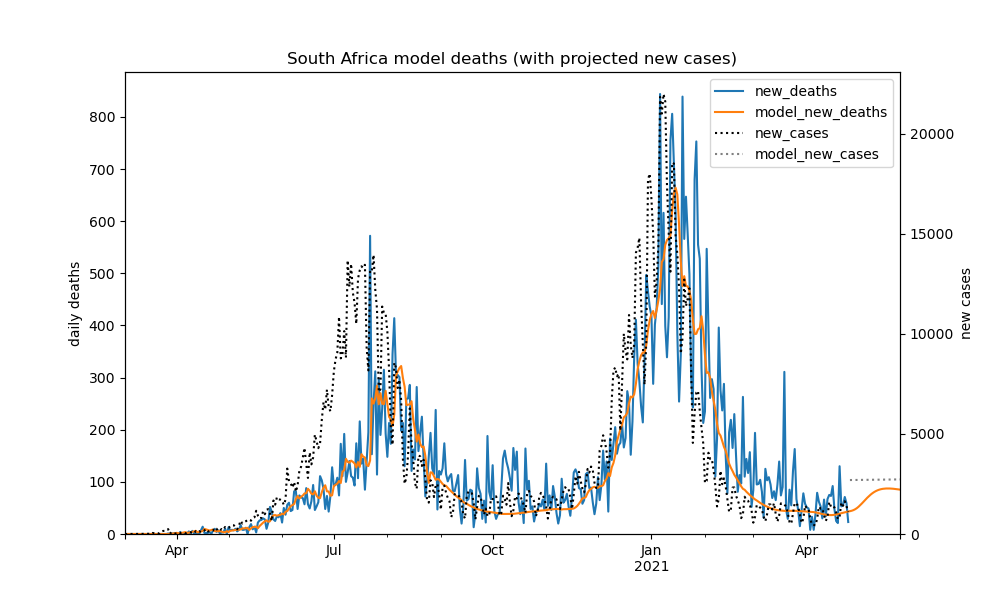 South Africa model deaths (with projected new cases)
new_deaths
model_new_deaths
new_cases
model_new_cases
daily deaths
800
700
600
500
400
300
200
100
0
new cases
20000
15000
10000
5000
0
Apr
Jul
Oct
Jan
2021
Apr